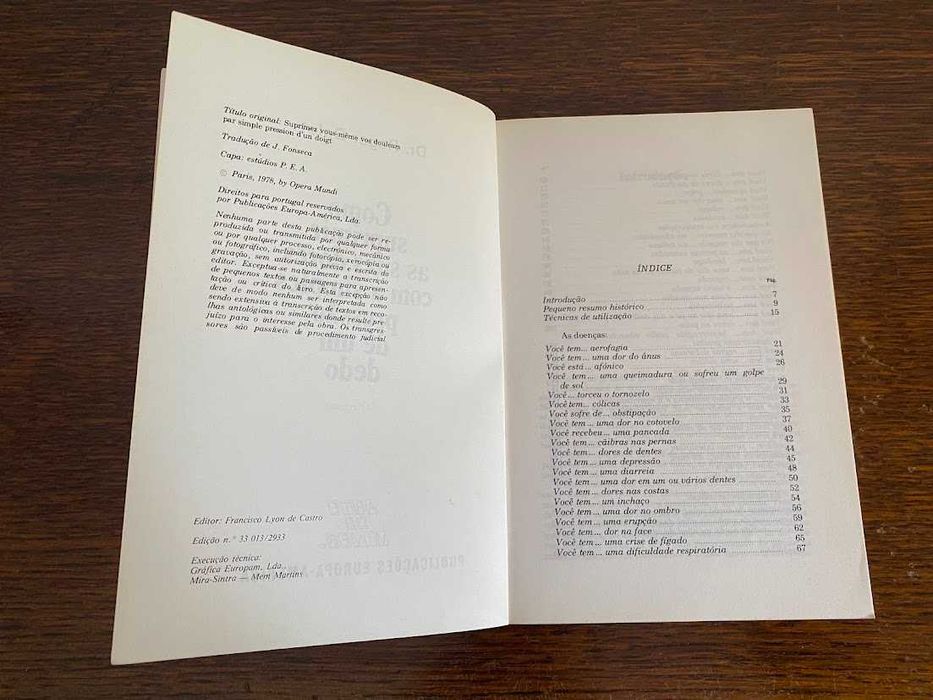 Título original: Suprimez vous-même vos douleurs
par simple pression d'un doigt
Tradução de J. Fonseca
Capa: estúdios P. E. A.
© Paris, 1978, by Opera Mundi
Direitos para portugal reservados
por Publicações Europa-América, Lda.
Nenhuma parte desta publicação pode ser re-
produzida ou transmitida por qualquer forma
ou por qualquer processo, electrónico, mecânico
ou fotográfico, incluindo fotocópia, xerocópia ou
gravação, sem autorização prévia e escrita do
editor. Exceptua-se naturalmente a transcrição
de pequenos textos ou passagens para apresen-
tação ou crítica do livro. Esta excepção não
deve de modo nenhum ser interpretada como
sendo extensiva à transcrição de textos em reco-
lhas antológicas ou similares donde resulte pre-
juízo para o interesse pela obra. Os transgres-
sores são passíveis de procedimento judicial
Editor: Francisco Lyon de Castro
Edição n.º 33 013/2933
Execução técnica:
Gráfica Europam, Lda.,
Mira-Sintra — Mem Martins
ÍNDICE
Pág.
Introdução 7
Pequeno resumo histórico 9
Técnicas de utilização 15
As doenças:
Você tem... aerofagia 21
Você tem... uma dor do ânus 24
Você está... afónico 26
Você tem... uma queimadura ou sofreu um golpe
de sol 29
Você... torceu o tornozelo 31
Você tem... cólicas 33
Você sofre de... obstipação 35
Você tem... uma dor no cotovelo 37
Você recebeu... uma pancada 40
Você tem... cãibras nas pernas 42
Você tem... dores de dentes 44
Você tem... uma depressão 45
Você tem... uma diarreia 48
Você tem... uma dor em um ou vários dentes 50
Você tem... dores nas costas 52
Você tem... um inchaço 54
Você tem... uma dor no ombro 56
Você tem... uma erupção 59
Você tem... dor na face 62
Você tem... uma crise de fígado 65
Você tem... uma dificuldade respiratória 67